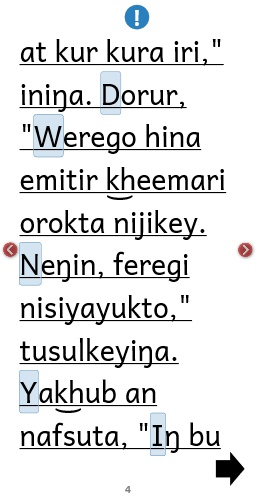 at kur kura iri,"
iniŋa. Dorur,
"Werego hina
emitir kheemari
orokta nijikey.
Neŋin, feregi
nisiyayukto,"
tusulkeyiŋa.
Yakhub an
nafsuta, "Iŋ bu
4